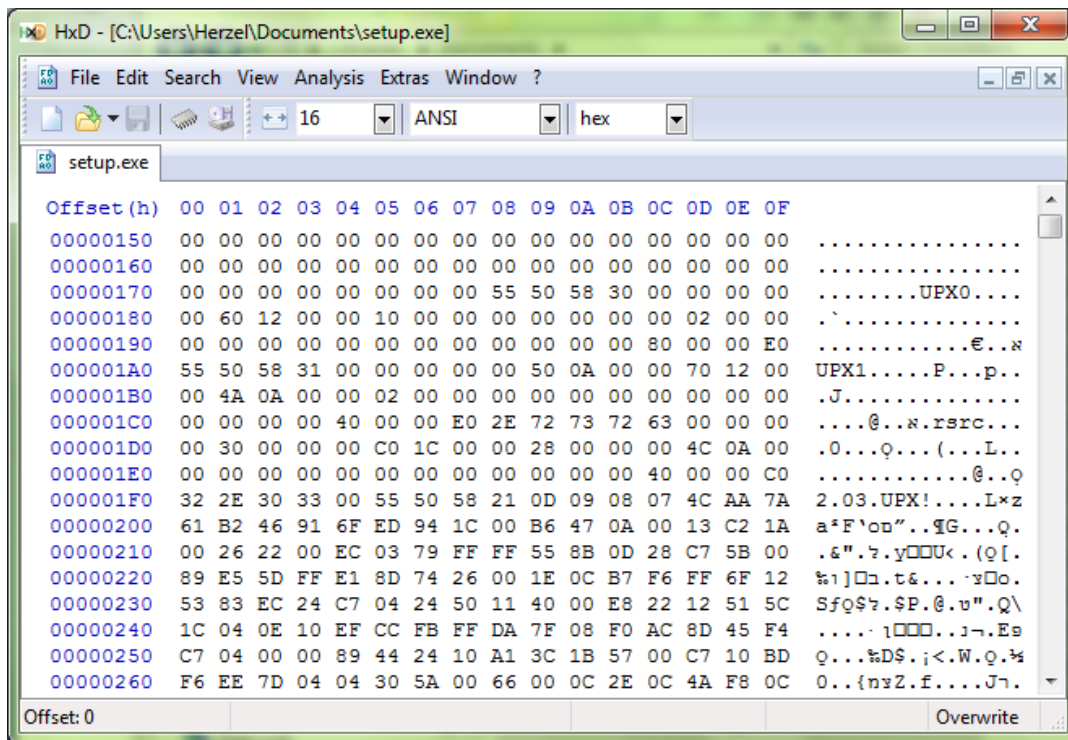 HxD - [C:\Users\Herzel\Documents\setup.exe]
File Edit Search View Analysis Extras Window ?
16 ANSI hex
setup.exe
Offset(h) 00 01 02 03 04 05 06 07 08 09 0A 0B 0C 0D 0E 0F
00000150 00 00 00 00 00 00 00 00 00 00 00 00 00 00 00 00 ................
00000160 00 00 00 00 00 00 00 00 00 00 00 00 00 00 00 00 ................
00000170 00 00 00 00 00 00 00 00 55 50 58 30 00 00 00 00 ........UPX0....
00000180 00 60 12 00 00 10 00 00 00 00 00 00 00 02 00 00 .`..............
00000190 00 00 00 00 00 00 00 00 00 00 00 00 80 00 00 E0 ............€..א
000001A0 55 50 58 31 00 00 00 00 00 50 0A 00 00 70 12 00 UPX1.....P...p..
000001B0 00 4A 0A 00 00 02 00 00 00 00 00 00 00 00 00 00 .J..............
000001C0 00 00 00 00 40 00 00 E0 2E 72 73 72 63 00 00 00 ....@..א.rsrc...
000001D0 00 30 00 00 00 C0 1C 00 00 28 00 00 00 4C 0A 00 .0...ְ...(...L..
000001E0 00 00 00 00 00 00 00 00 00 00 00 00 40 00 00 C0 ............@..ְ
000001F0 32 2E 30 33 00 55 50 58 21 0D 09 08 07 4C AA 7A 2.03.UPX!....L×z
00000200 61 B2 46 91 6F ED 94 1C 00 B6 47 0A 00 13 C2 1A
00000210 00 26 22 00 EC 03 79 FF FF 55 8B 0D 28 C7 5B 00
00000220 89 E5 5D FF E1 8D 74 26 00 1E 0C B7 F6 FF 6F 12
00000230 53 83 EC 24 C7 04 24 50 11 40 00 E8 22 12 51 5C
00000240 1C 04 0E 10 EF CC FB FF DA 7F 08 F0 AC 8D 45 F4
00000250 C7 04 00 00 89 44 24 10 A1 3C 1B 57 00 C7 10 BD
00000260 F6 EE 7D 04 04 30 5A 00 66 00 0C 2E 0C 4A F8 0C
Offset: 0 Overwrite